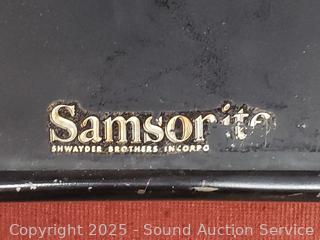 Samsonite
SHWAYDER BROTHERS INCORPO
Copyright 2025 - Sound Auction Service